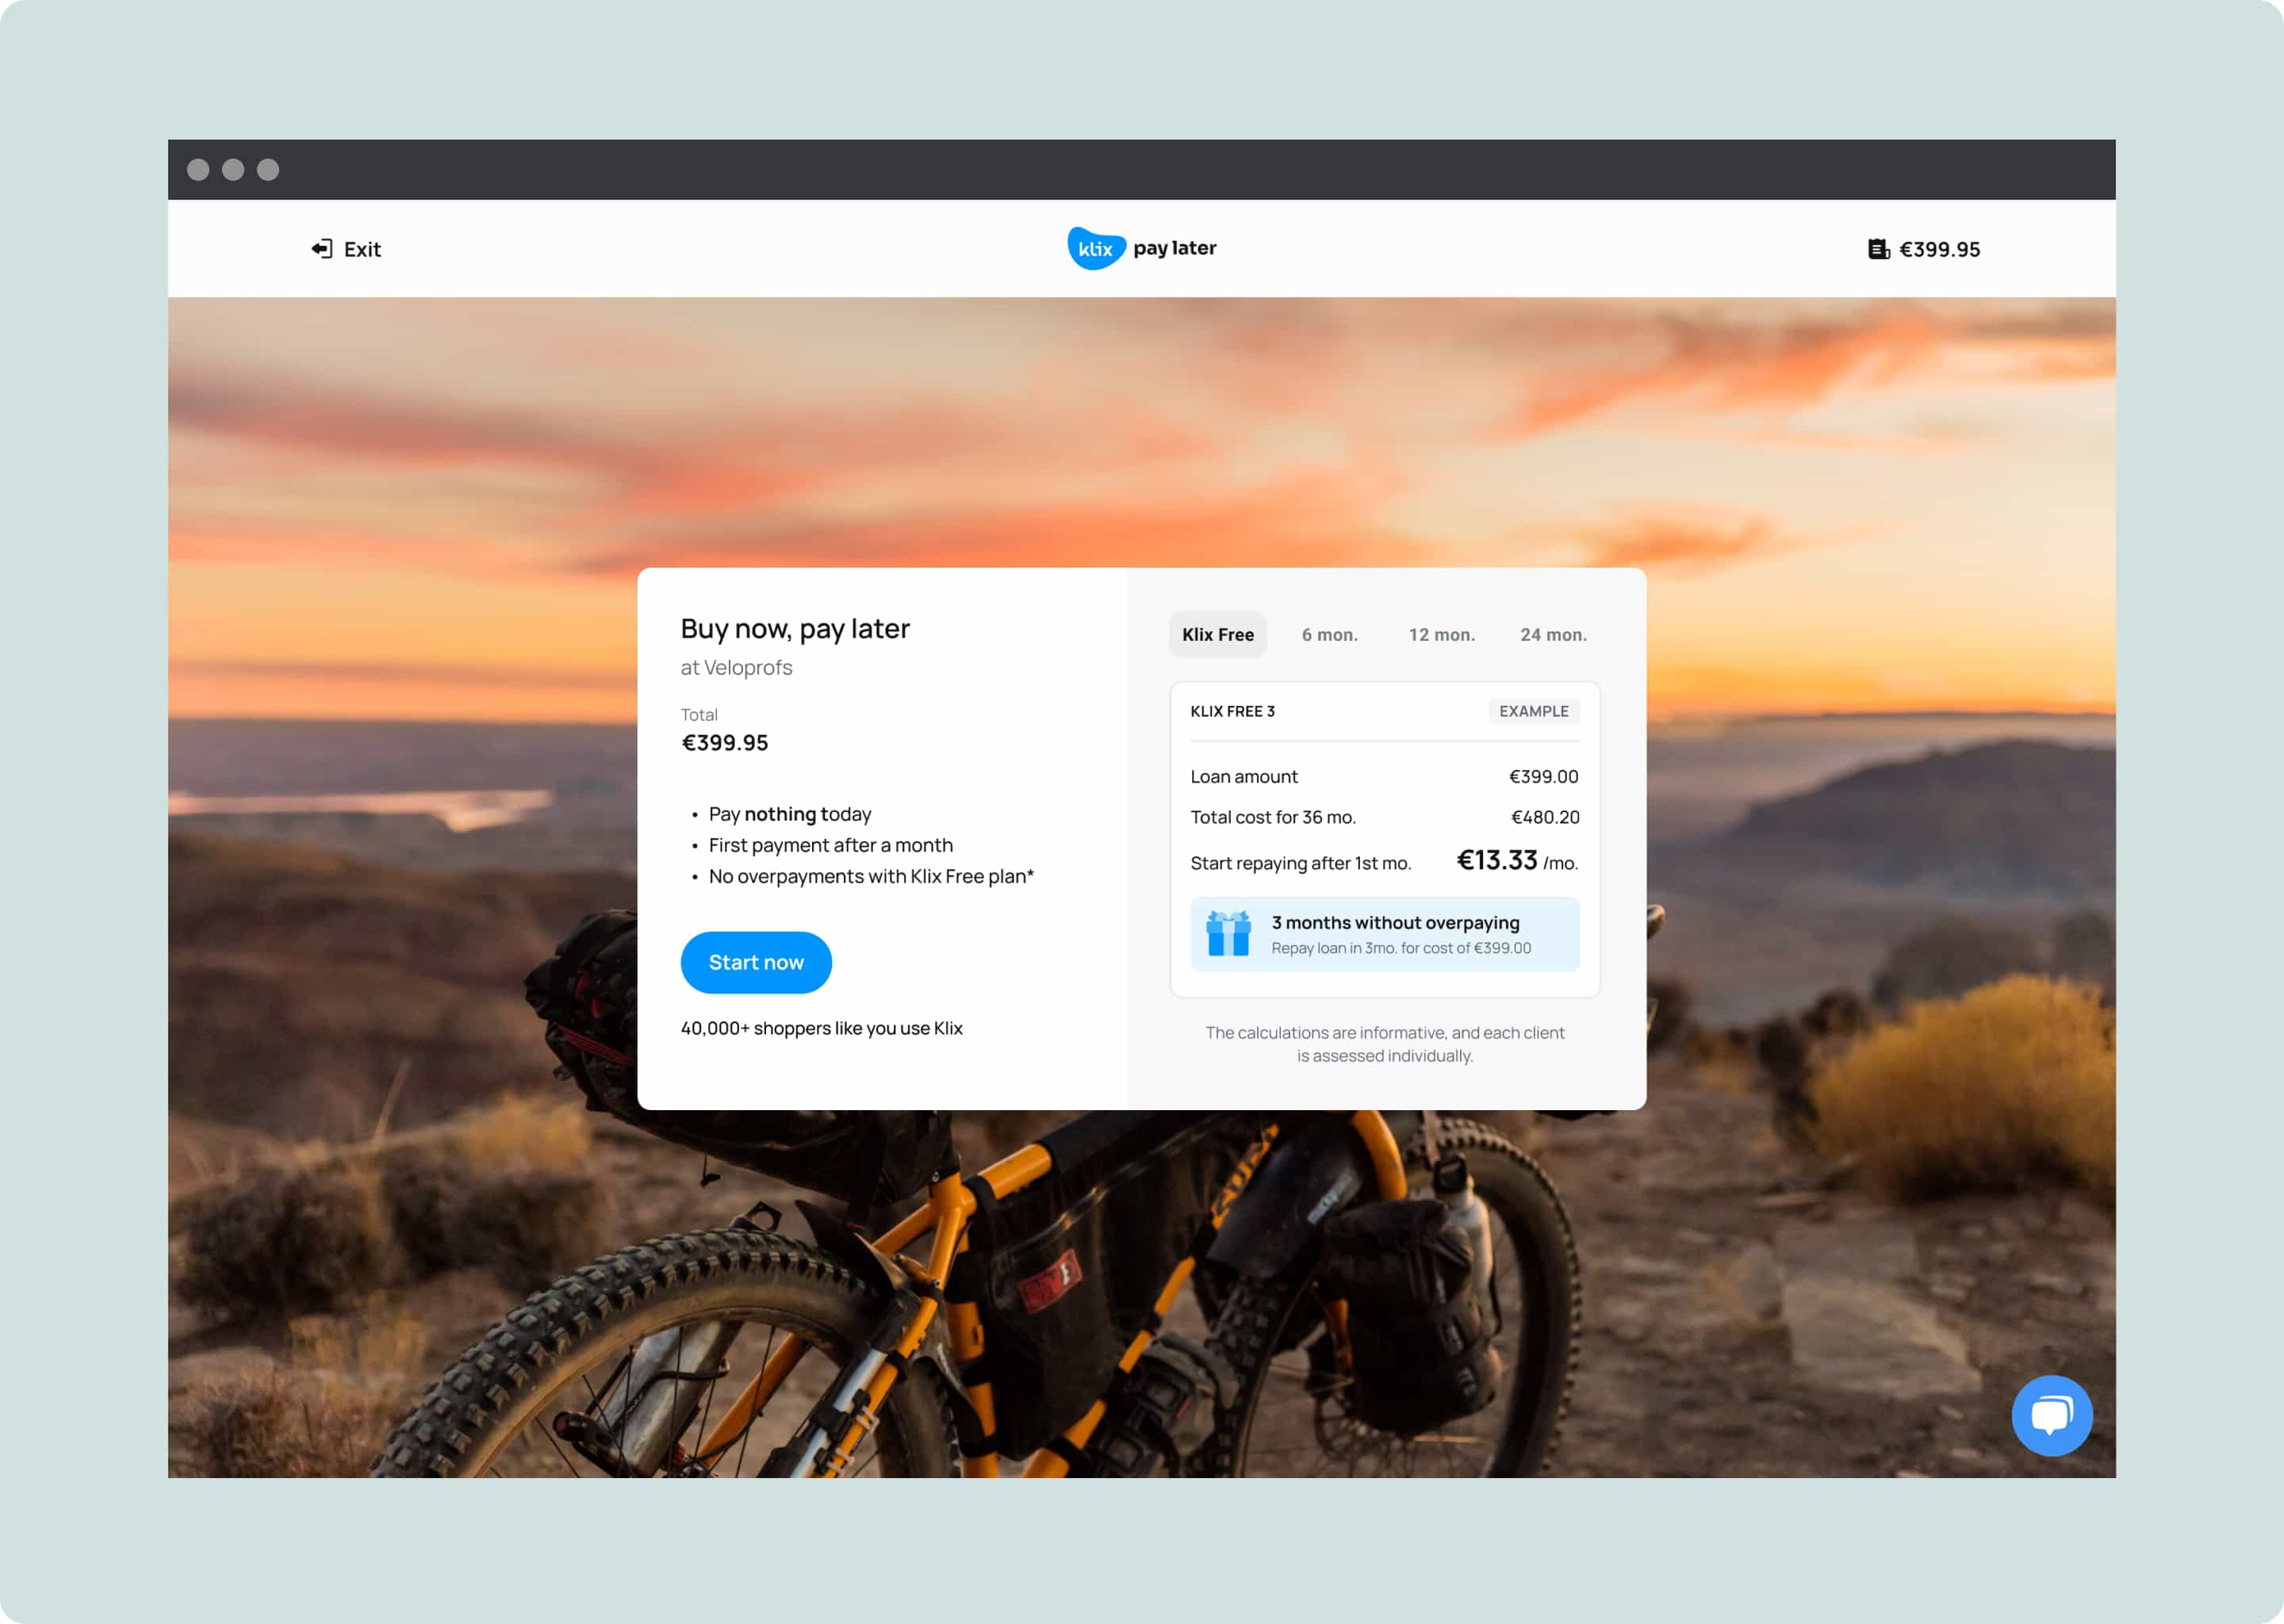 Exit
klix pay later
€399.95
Buy now, pay later
at Veloprofs
Total
€399.95
• Pay nothing today
• First payment after a month
• No overpayments with Klix Free plan*
Start now
40,000+ shoppers like you use Klix
Klix Free 6 mon. 12 mon. 24 mon.
KLIX FREE 3 EXAMPLE
Loan amount €399.00
Total cost for 36 mo. €480.20
Start repaying after 1st mo. €13.33 /mo.
3 months without overpaying
Repay loan in 3mo. for cost of €399.00
The calculations are informative, and each client
is assessed individually.